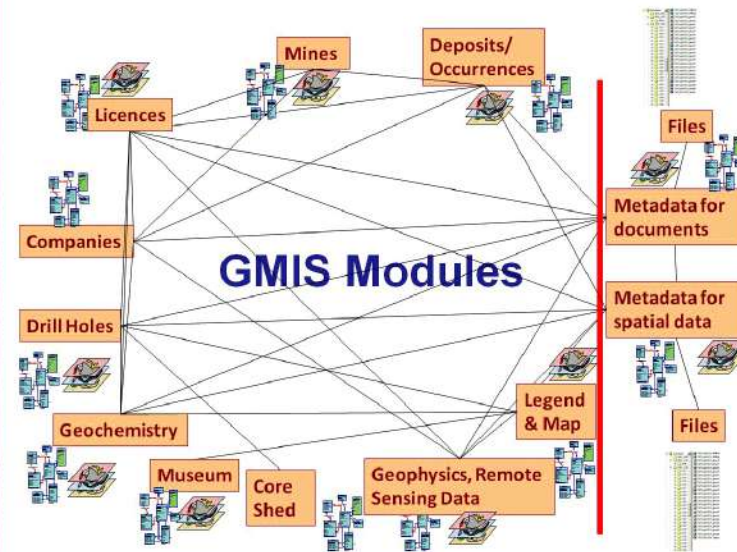 Mines
Deposits/
Occurrences
Licences
Files
Companies
Metadata for
documents
GMIS Modules
Drill Holes
Metadata for
spatial data
Geochemistry
Legend
& Map
Museum
Core
Shed
Geophysics, Remote
Sensing Data
Files